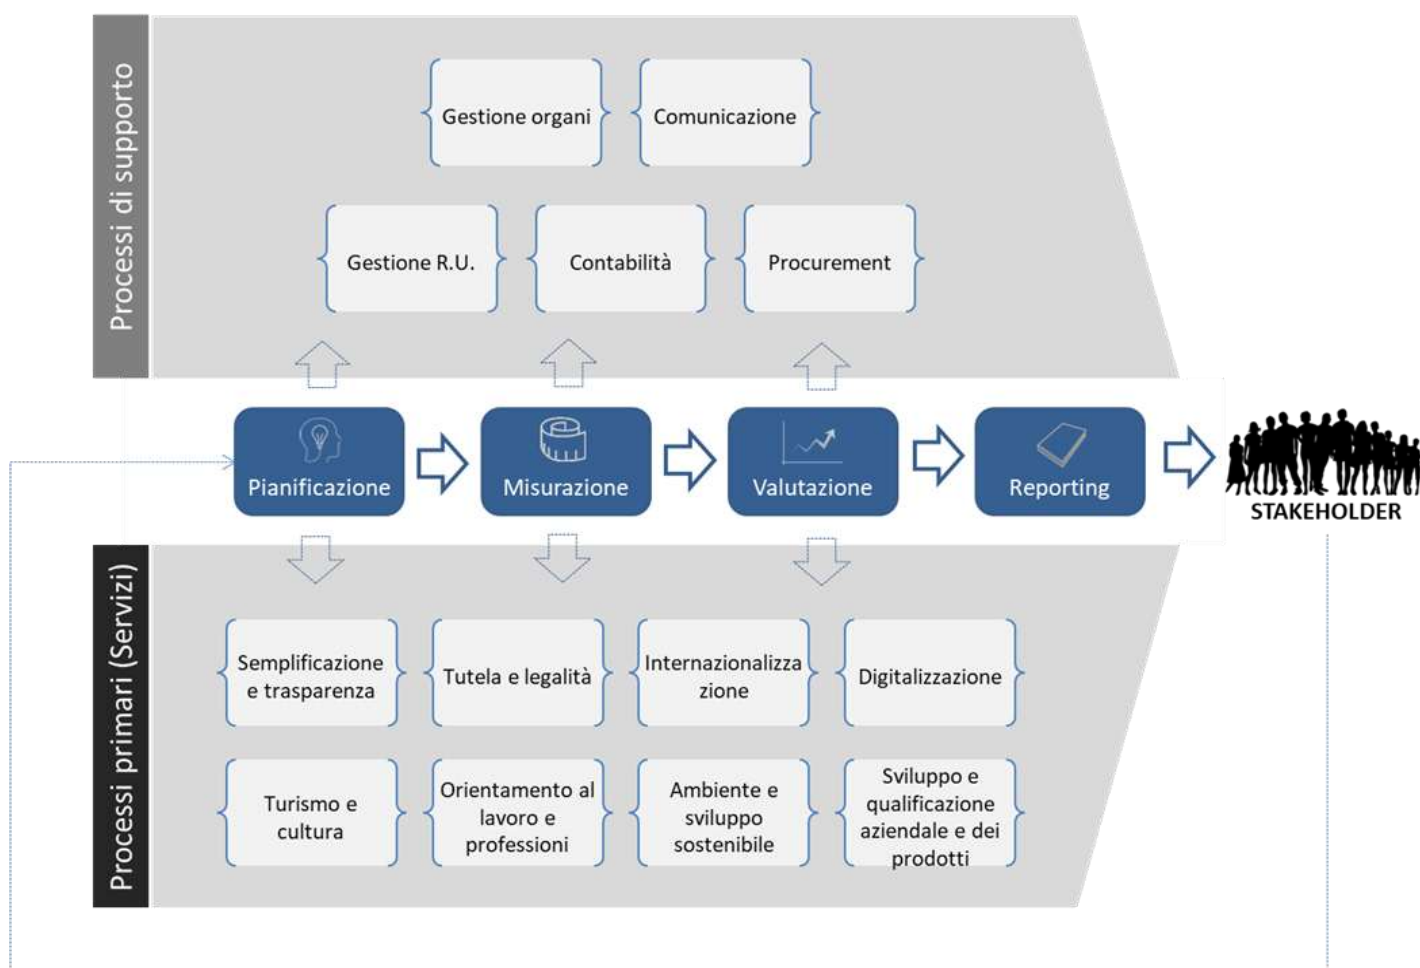 Processi di supporto
Gestione organi
Comunicazione
Gestione R.U.
Contabilità
Procurement
Pianificazione
Misurazione
Valutazione
Reporting
STAKEHOLDER
Processi primari (Servizi)
Semplificazione
e trasparenza
Tutela e legalità
Internazionalizza
zione
Digitalizzazione
Turismo e
cultura
Orientamento al
lavoro e
professioni
Ambiente e
sviluppo
sostenibile
Sviluppo e
qualificazione
aziendale e dei
prodotti